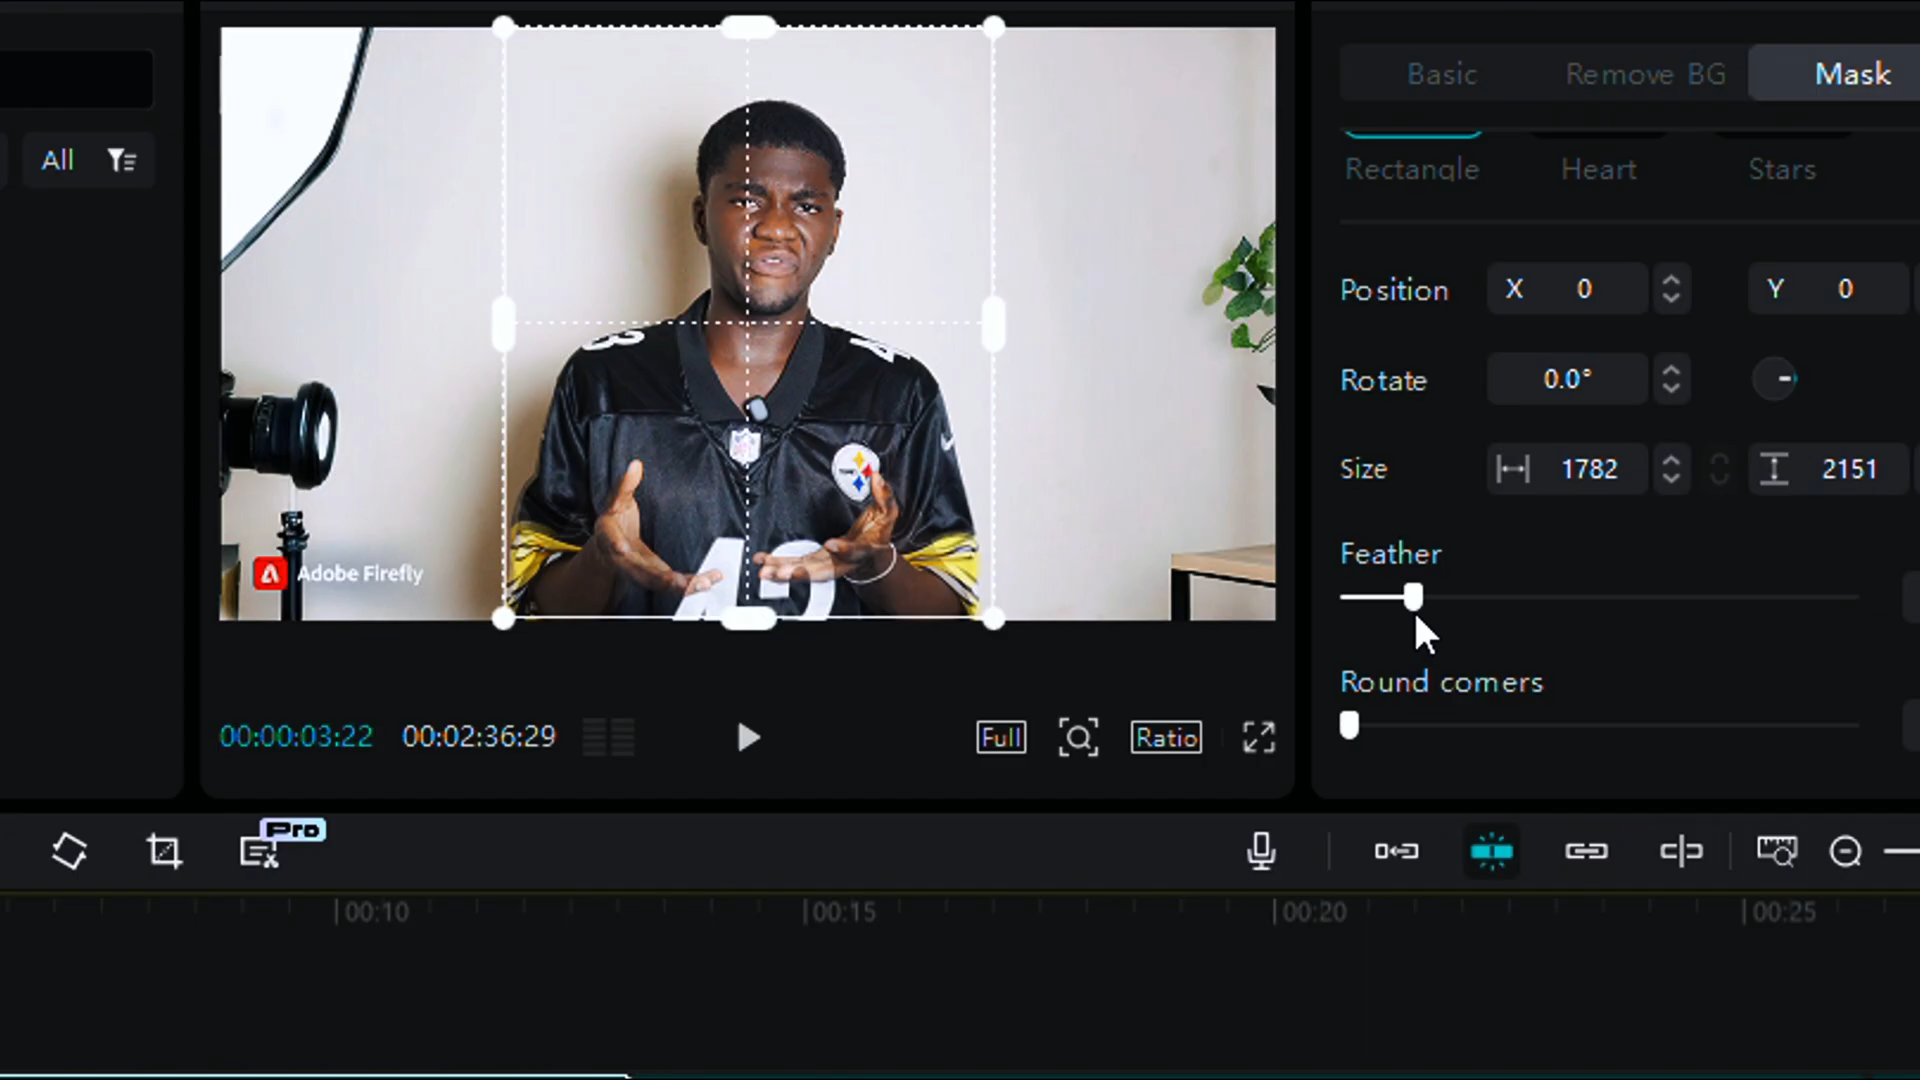 Basic Remove BG Mask
All
Rectangle Heart Stars
Position X 0 Y 0
Rotate 0.0°
Size 1782 2151
Feather
Adobe Firefly
Round corners
00:00:03:22 00:02:36:29 Full Ratio
Pro
00:10 00:15 00:20 00:25